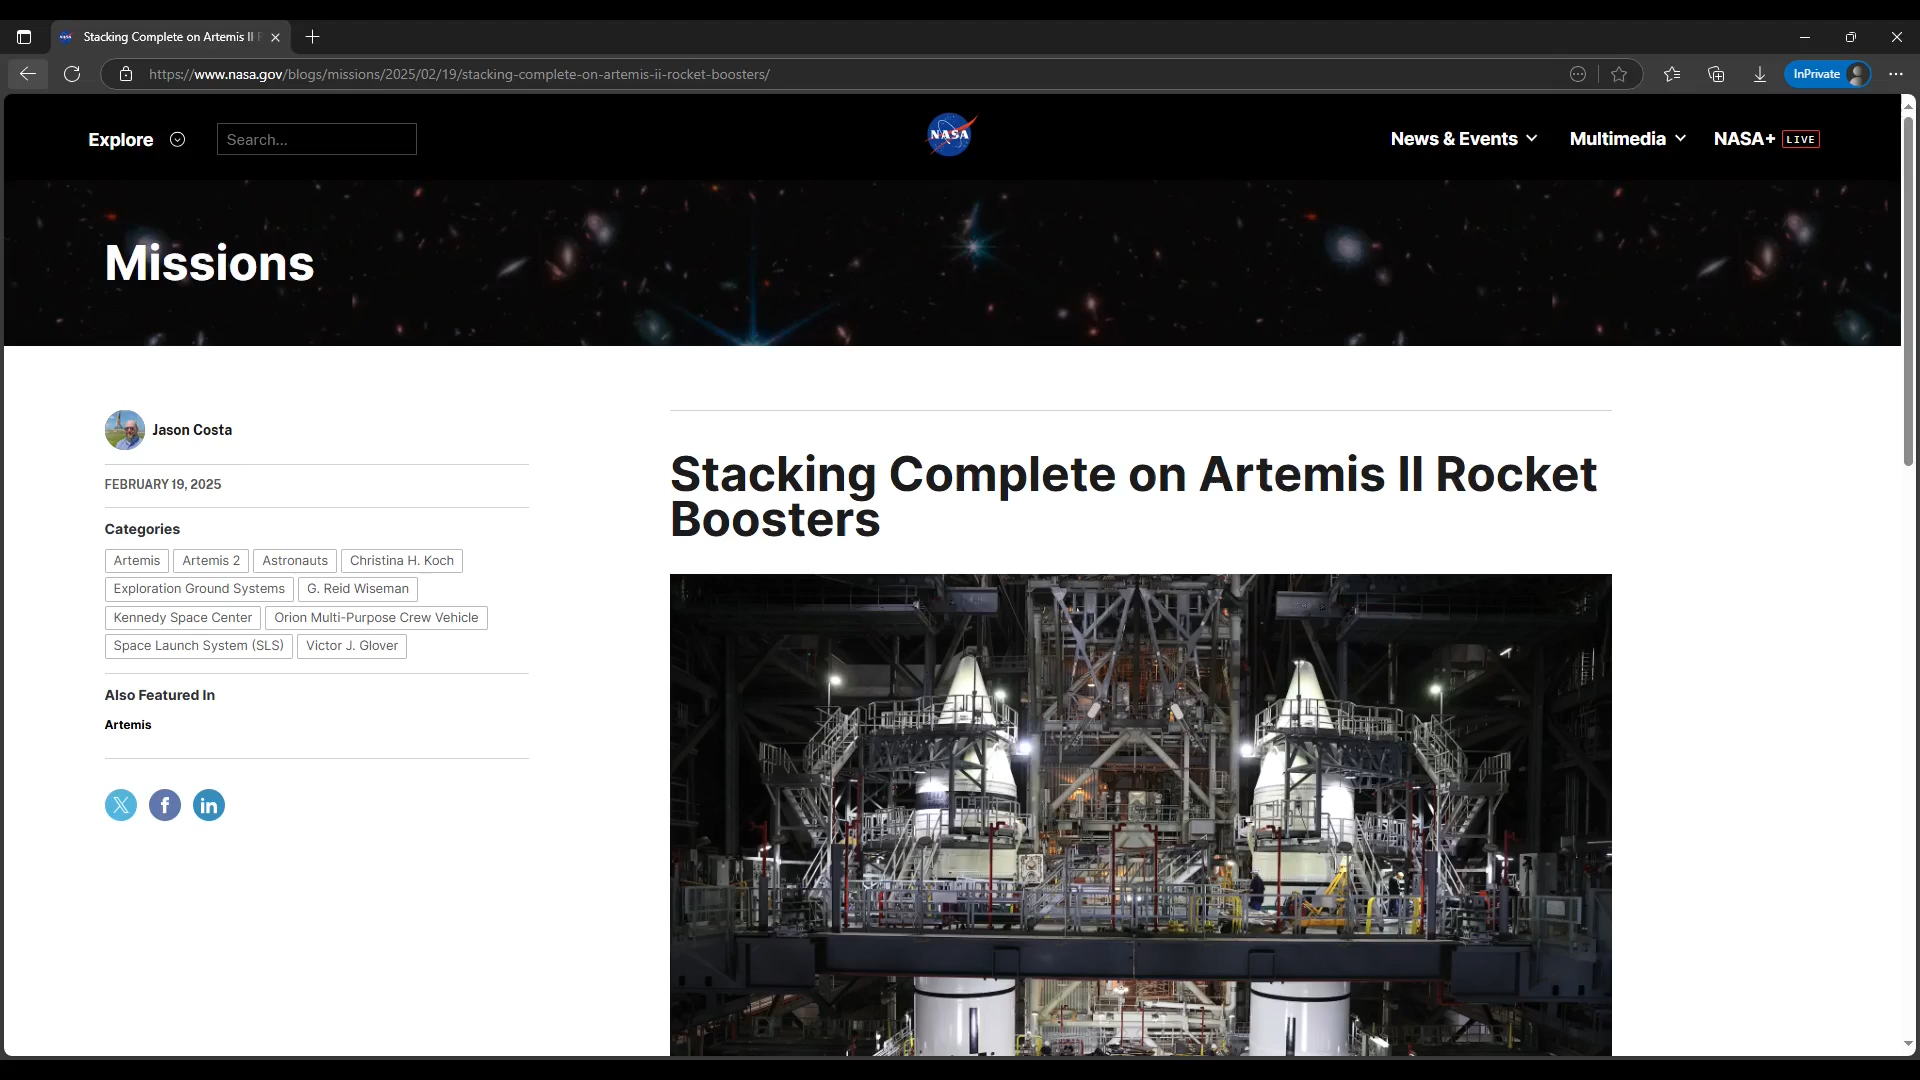 Stacking Complete on Artemis II
https://www.nasa.gov/blogs/missions/2025/02/19/stacking-complete-on-artemis-ii-rocket-boosters/
InPrivate
Explore
Search...
NASA
News & Events
Multimedia
NASA+ LIVE
Missions
Jason Costa
FEBRUARY 19, 2025
Categories
Artemis
Artemis 2
Astronauts
Christina H. Koch
Exploration Ground Systems
G. Reid Wiseman
Kennedy Space Center
Orion Multi-Purpose Crew Vehicle
Space Launch System (SLS)
Victor J. Glover
Also Featured In
Artemis
X
f
in
Stacking Complete on Artemis II Rocket
Boosters